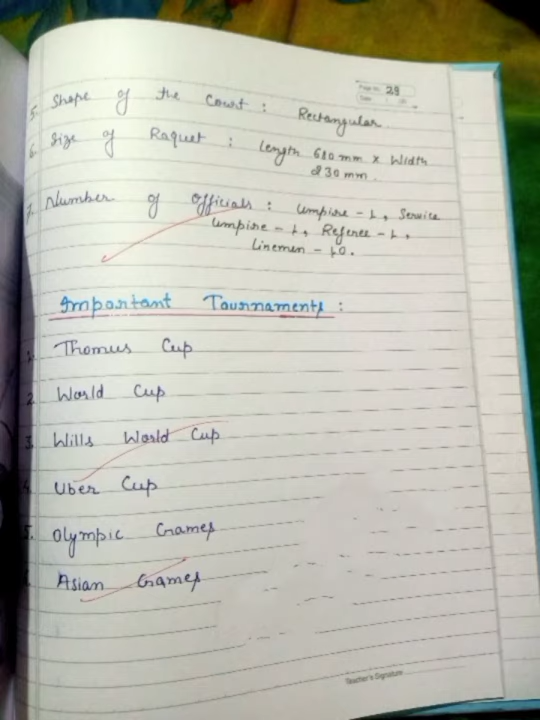 Page No. 29
Date
5. Shape of the Court : Rectangular.
6. Size of Raquet : length 680 mm x Width
230 mm.
7. Number of officials : Umpire - 1, Service
Umpire - 1, Referee - 1,
Linemen - 10.
Important Tournaments :
1. Thomus Cup
2. World Cup
3. Wills World Cup
4. Uber Cup
5. Olympic Games
Asian Games
Teacher's Signature